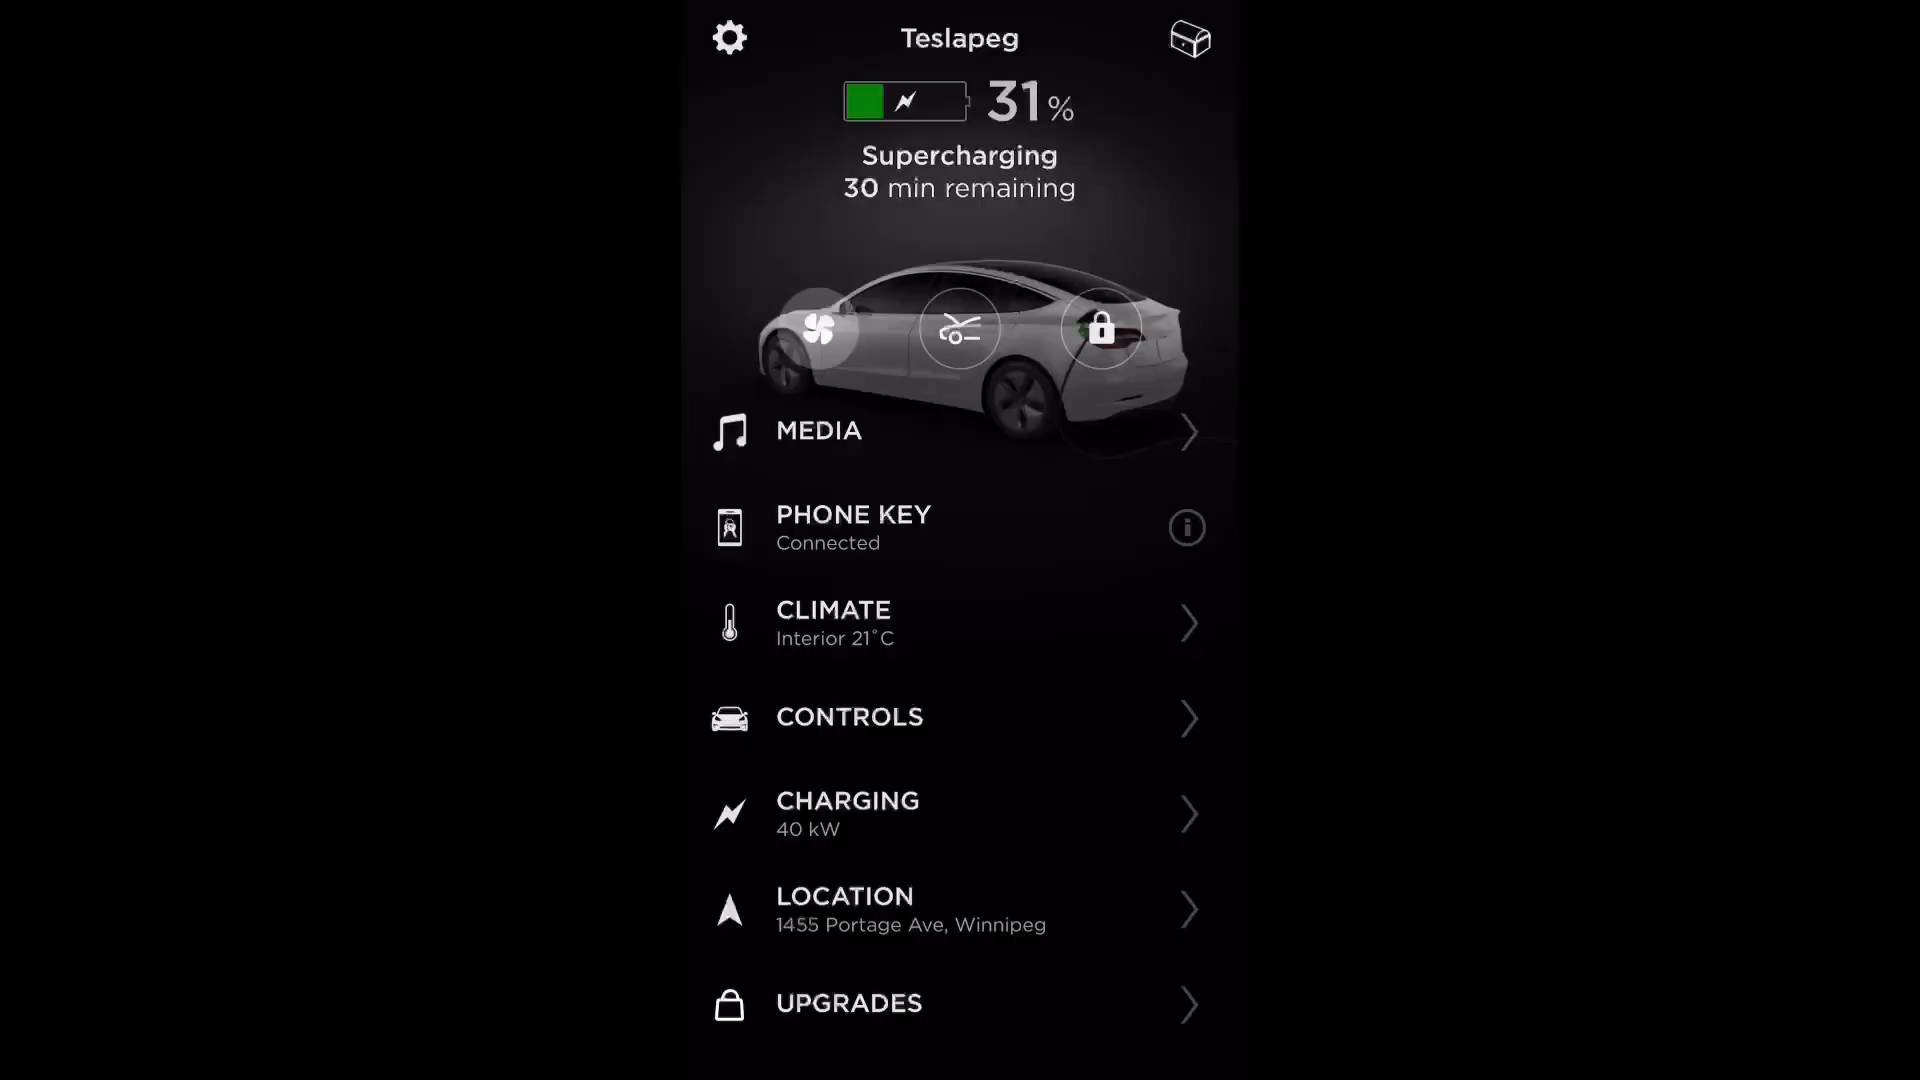 Teslapeg
31 %
Supercharging
30 min remaining
MEDIA
PHONE KEY
Connected
CLIMATE
Interior 21°C
CONTROLS
CHARGING
40 kW
LOCATION
1455 Portage Ave, Winnipeg
UPGRADES